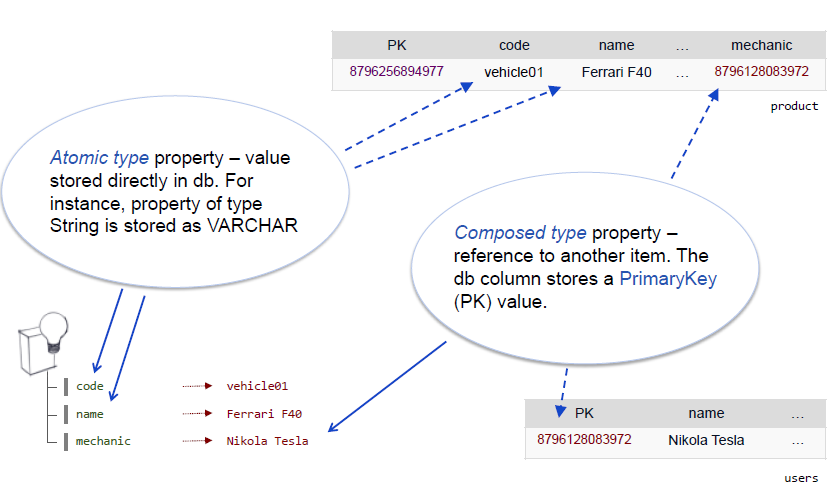 PK code name ... mechanic
8796256894977 vehicle01 Ferrari F40 ... 8796128083972
product
Atomic type property – value
stored directly in db. For
instance, property of type
String is stored as VARCHAR
Composed type property –
reference to another item. The
db column stores a PrimaryKey
(PK) value.
code vehicle01
name Ferrari F40
mechanic Nikola Tesla
PK name ...
8796128083972 Nikola Tesla ...
users